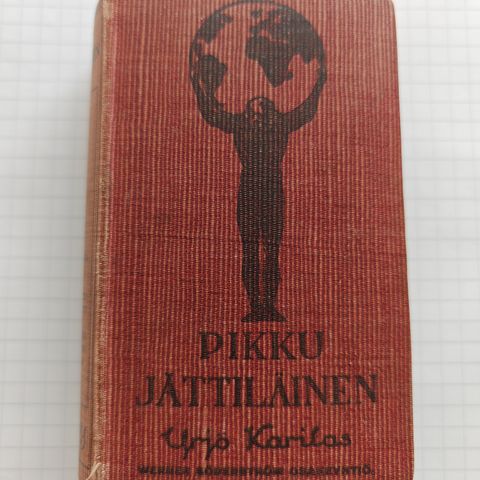 PIKKU
JÄTTILÄINEN
Yrjö Karilas
WERNER SÖDERSTRÖM OSAKEYHTIÖ